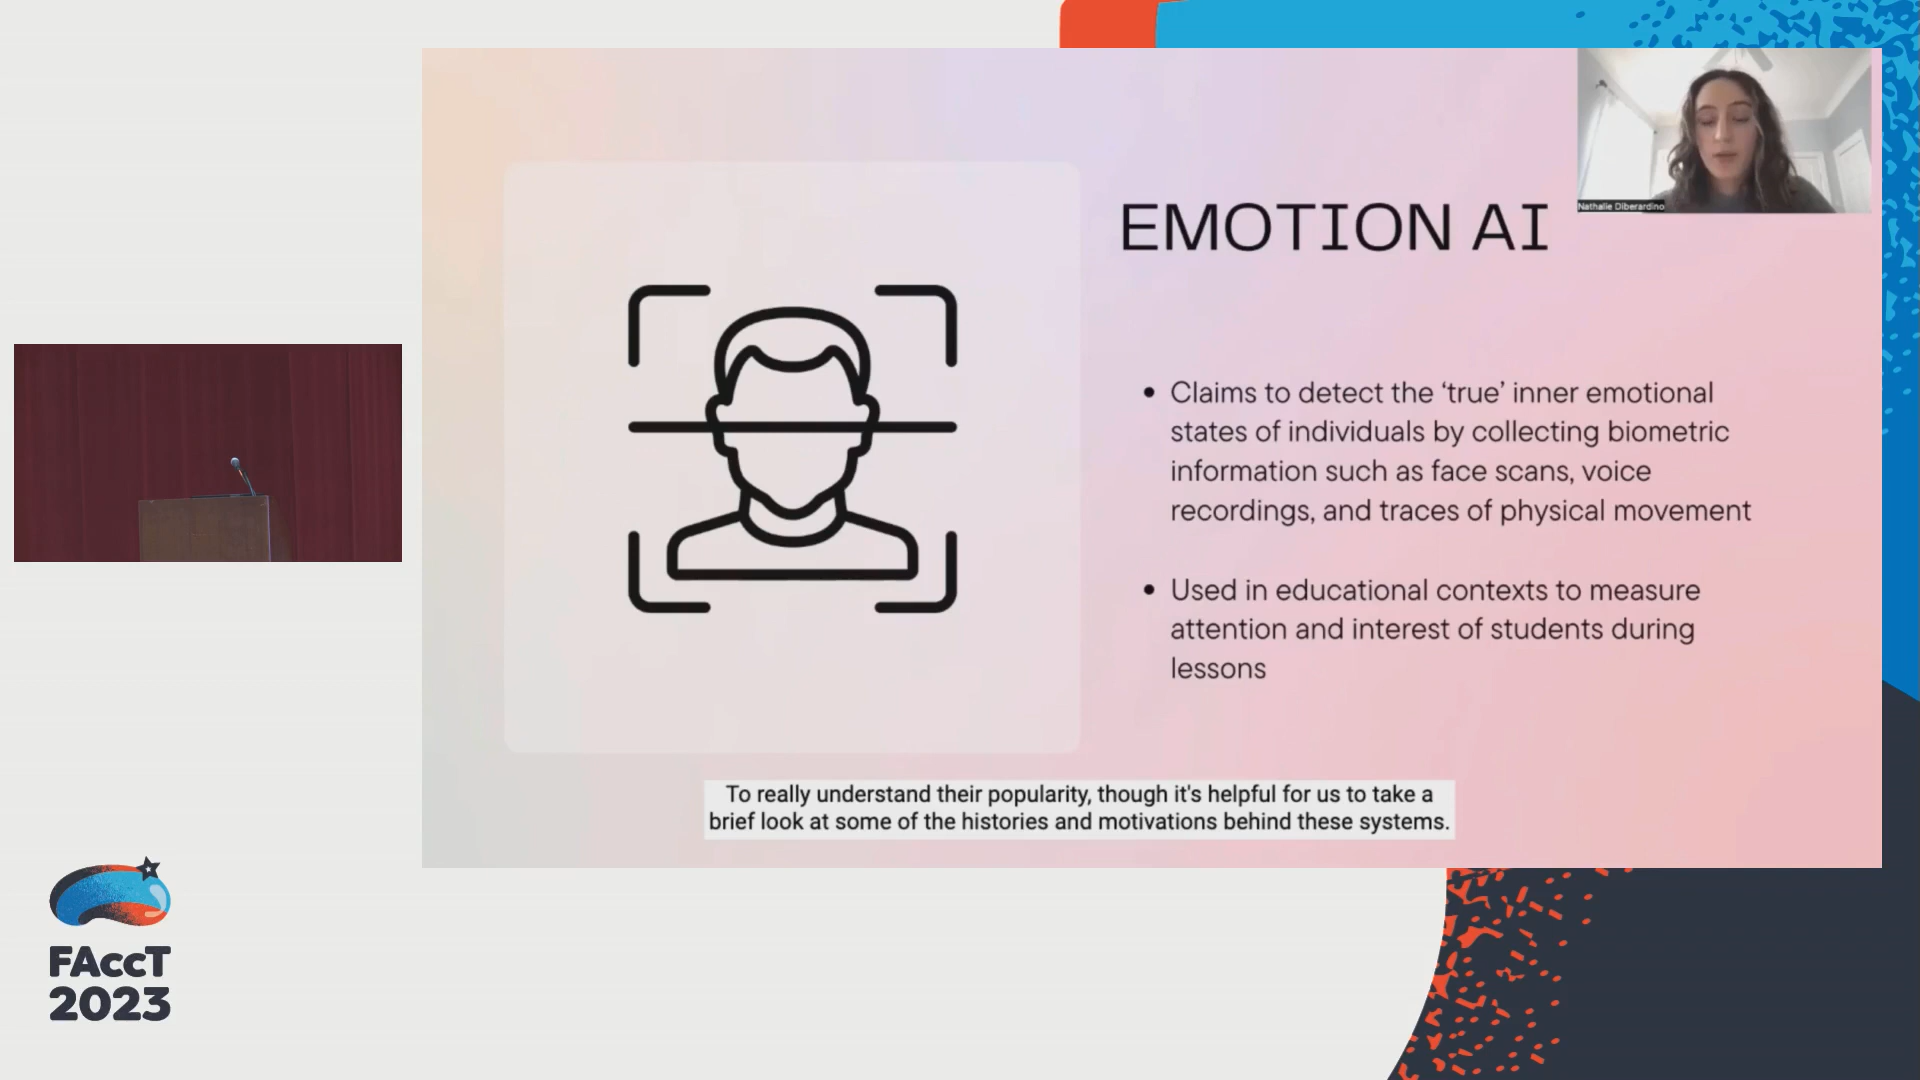 EMOTION AI
Nathalie Diberardino
• Claims to detect the ‘true’ inner emotional
states of individuals by collecting biometric
information such as face scans, voice
recordings, and traces of physical movement
• Used in educational contexts to measure
attention and interest of students during
lessons
To really understand their popularity, though it's helpful for us to take a
brief look at some of the histories and motivations behind these systems.
FAccT
2023